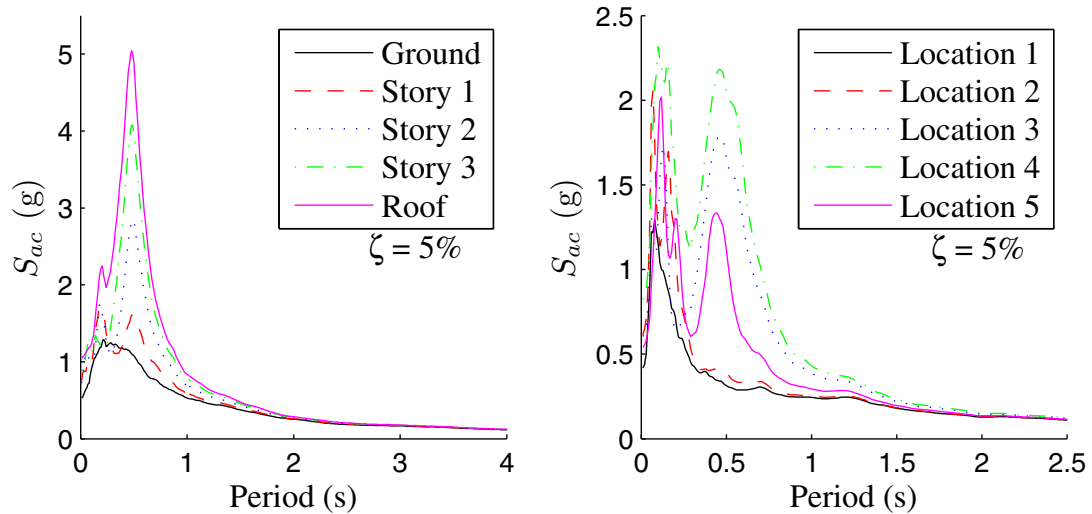 5
4
3
2
1
0
S_ac (g)
Ground
Story 1
Story 2
Story 3
Roof
ζ = 5%
0
1
2
3
4
Period (s)
2.5
2
1.5
1
0.5
0
S_ac (g)
Location 1
Location 2
Location 3
Location 4
Location 5
ζ = 5%
0
0.5
1
1.5
2
2.5
Period (s)